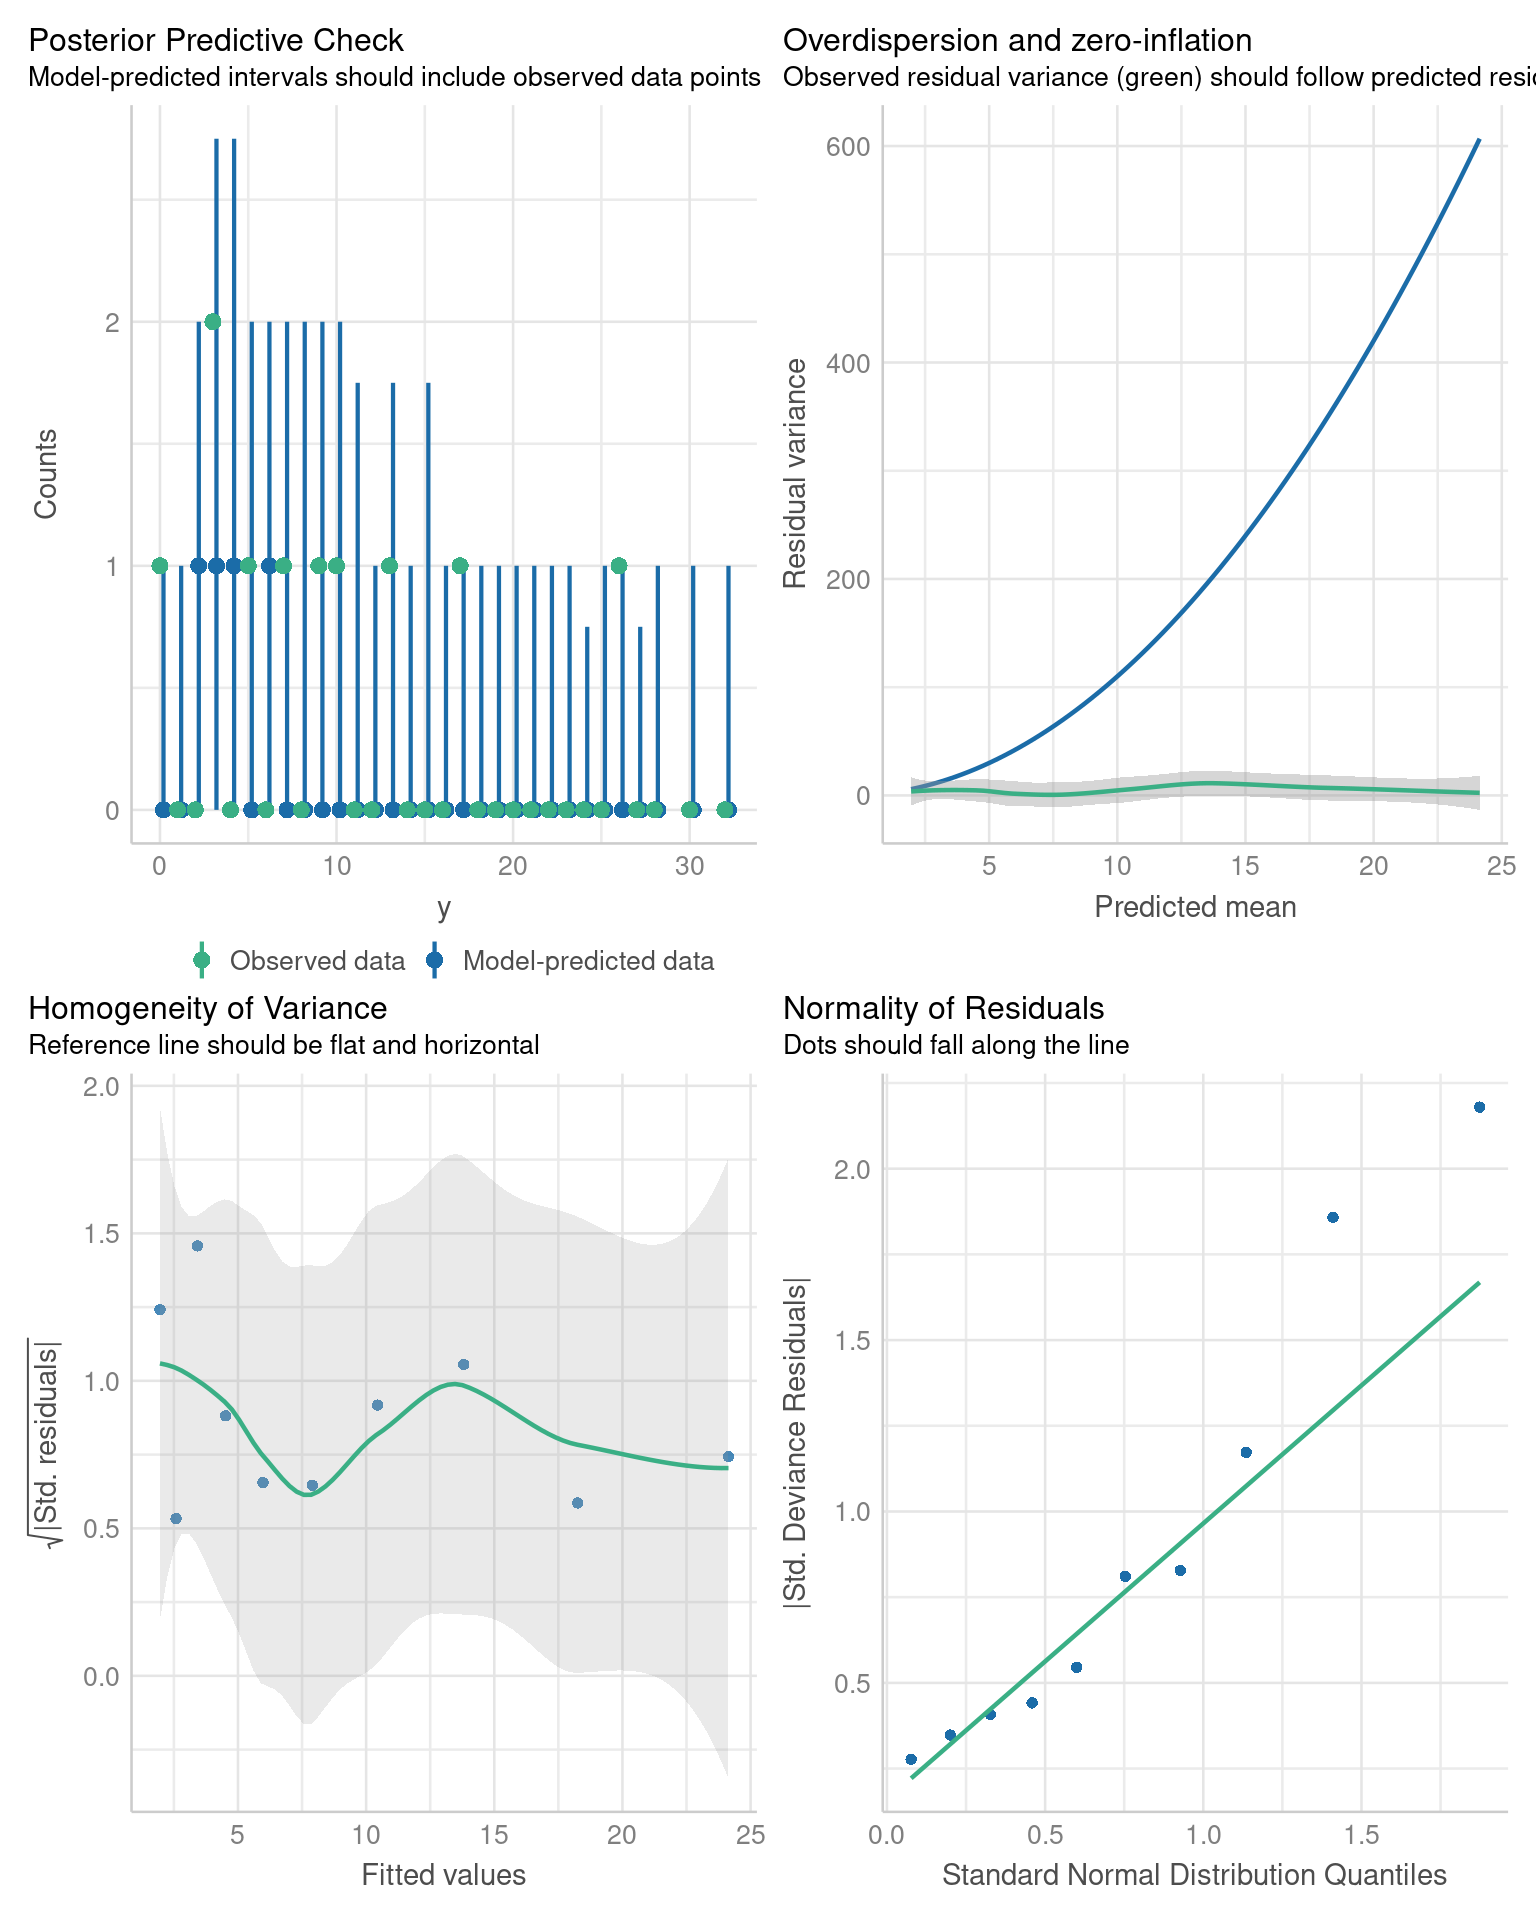 Posterior Predictive Check
Model-predicted intervals should include observed data points
Counts
2
1
0
0
10
20
30
y
Observed data
Model-predicted data
Overdispersion and zero-inflation
Observed residual variance (green) should follow predicted resi
Residual variance
600
400
200
0
5
10
15
20
25
Predicted mean
Homogeneity of Variance
Reference line should be flat and horizontal
√|Std. residuals|
2.0
1.5
1.0
0.5
0.0
5
10
15
20
25
Fitted values
Normality of Residuals
Dots should fall along the line
|Std. Deviance Residuals|
2.0
1.5
1.0
0.5
0.0
0.5
1.0
1.5
Standard Normal Distribution Quantiles